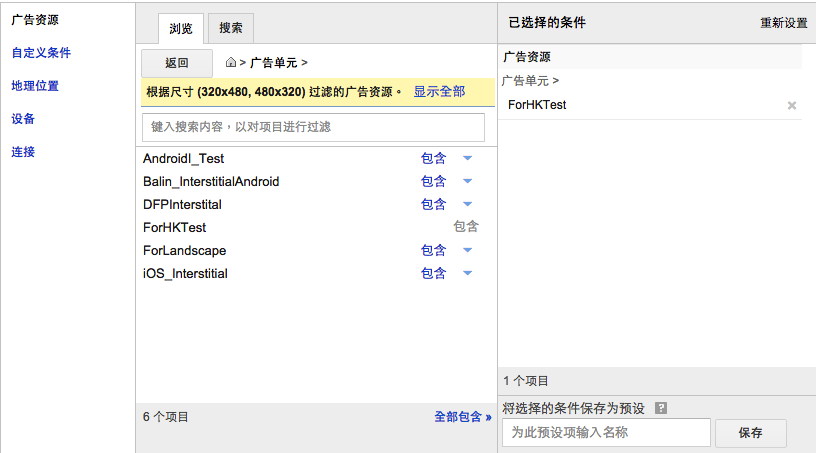 广告资源
自定义条件
地理位置
设备
连接
浏览 搜索
返回 > 广告单元 >
根据尺寸 (320x480, 480x320) 过滤的广告资源。 显示全部
键入搜索内容，以对项目进行过滤
AndroidI_Test 包含
Balin_InterstitialAndroid 包含
DFPInterstital 包含
ForHKTest 包含
ForLandscape 包含
iOS_Interstitial 包含
6 个项目 全部包含 »
已选择的条件 重新设置
广告资源
广告单元 >
ForHKTest ×
1 个项目
将选择的条件保存为预设 ?
为此预设项输入名称 保存